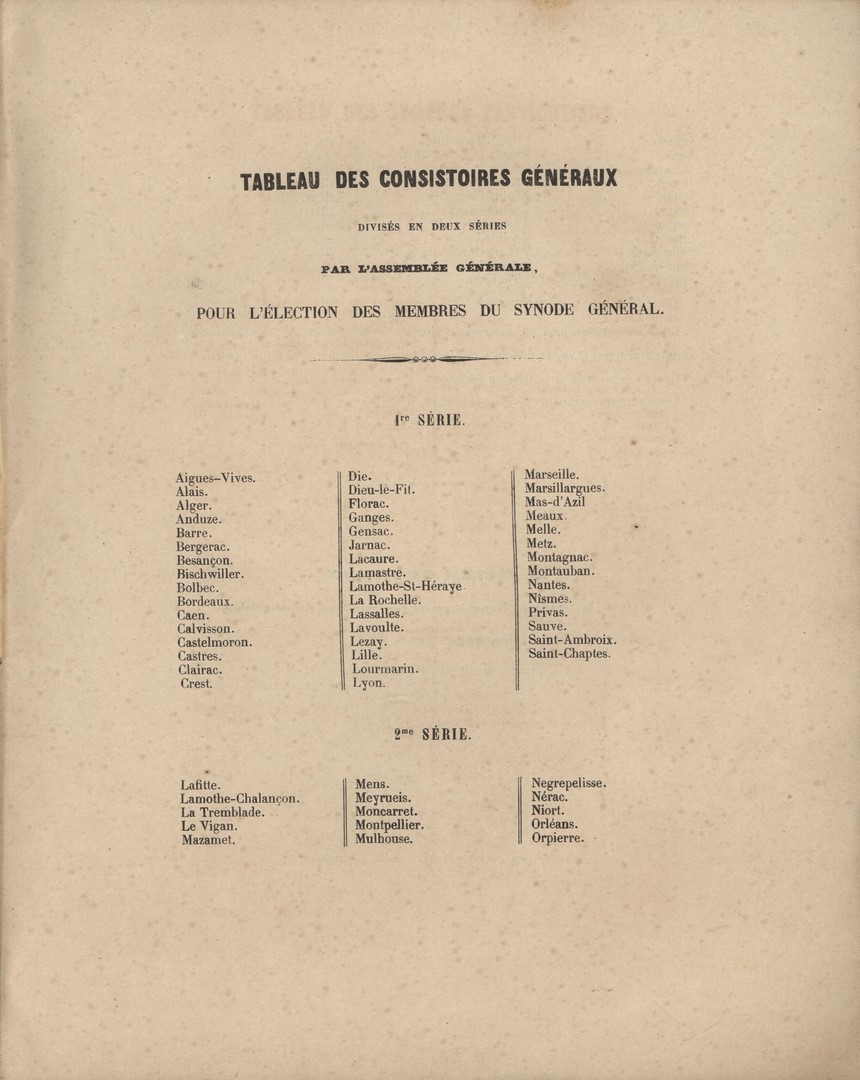 TABLEAU DES CONSISTOIRES GÉNÉRAUX
DIVISÉS EN DEUX SÉRIES
PAR L'ASSEMBLÉE GÉNÉRALE,
POUR L'ÉLECTION DES MEMBRES DU SYNODE GÉNÉRAL.
1re SÉRIE.
Aigues-Vives.
Alais.
Alger.
Anduze.
Barre.
Bergerac.
Besançon.
Bischwiller.
Bolbec.
Bordeaux.
Caen.
Calvisson.
Castelmoron.
Castres.
Clairac.
Crest.
Die.
Dieu-le-Fit.
Florac.
Ganges.
Gensac.
Jarnac.
Lacaure.
Lamastre.
Lamothe-St-Héraye
La Rochelle.
Lassalles.
Lavoulte.
Lezay.
Lille.
Lourmarin.
Lyon.
Marseille.
Marsillargues.
Mas-d'Azil
Meaux.
Melle.
Metz.
Montagnac.
Montauban.
Nantes.
Nismes.
Privas.
Sauve.
Saint-Ambroix.
Saint-Chaptes.
2me SÉRIE.
Lafitte.
Lamothe-Chalançon.
La Tremblade.
Le Vigan.
Mazamet.
Mens.
Meyrueis.
Moncarret.
Montpellier.
Mulhouse.
Negrepelisse.
Nérac.
Niort.
Orléans.
Orpierre.